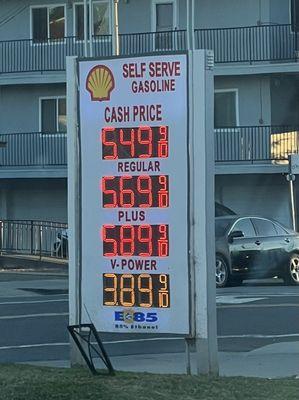 SELF SERVE
GASOLINE
CASH PRICE
549 9/10
REGULAR
569 9/10
PLUS
589 9/10
V-POWER
389 9/10
E85
85% Ethanol